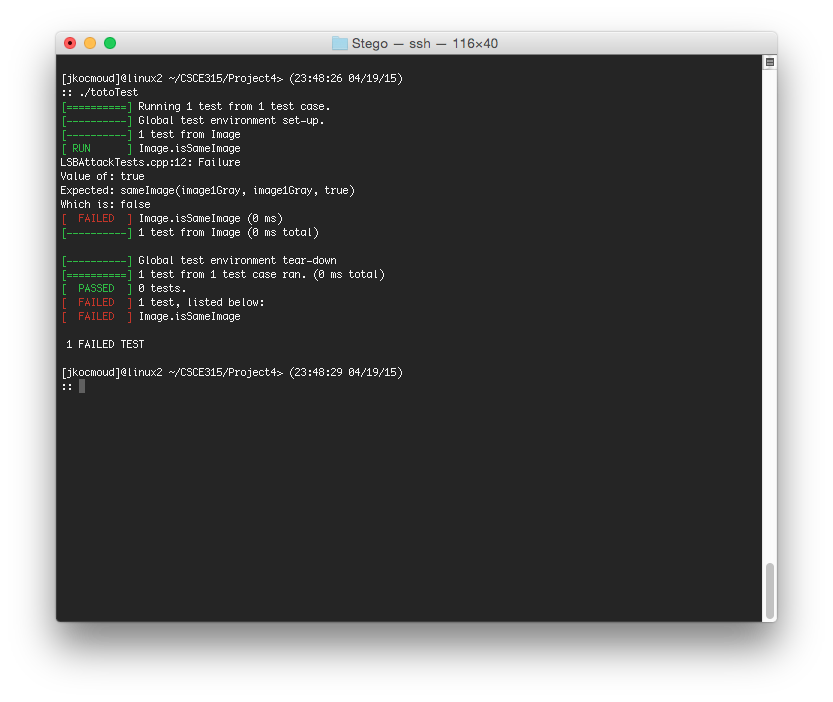 Stego — ssh — 116×40
[jkocmoud]@linux2 ~/CSCE315/Project4> (23:48:26 04/19/15)
:: ./totoTest
[==========] Running 1 test from 1 test case.
[----------] Global test environment set-up.
[----------] 1 test from Image
[ RUN      ] Image.isSameImage
LSBAttackTests.cpp:12: Failure
Value of: true
Expected: sameImage(image1Gray, image1Gray, true)
Which is: false
[  FAILED  ] Image.isSameImage (0 ms)
[----------] 1 test from Image (0 ms total)
[----------] Global test environment tear-down
[==========] 1 test from 1 test case ran. (0 ms total)
[  PASSED  ] 0 tests.
[  FAILED  ] 1 test, listed below:
[  FAILED  ] Image.isSameImage
1 FAILED TEST
[jkocmoud]@linux2 ~/CSCE315/Project4> (23:48:29 04/19/15)
::